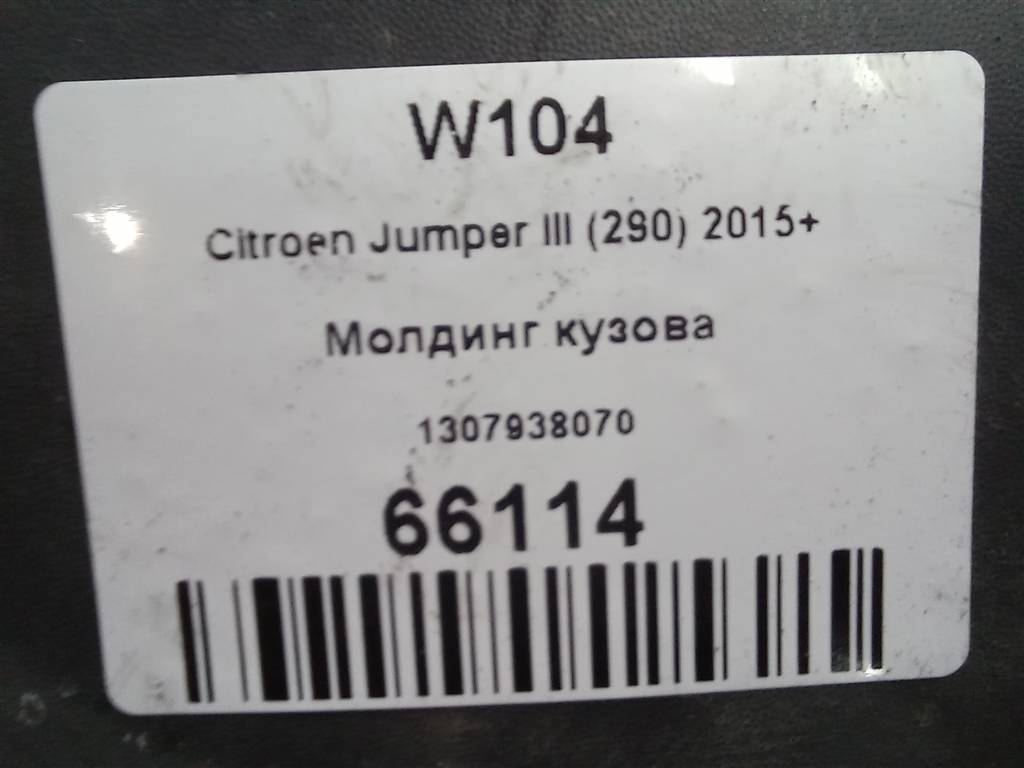 W104
Citroen Jumper III (290) 2015+
Молдинг кузова
1307938070
66114